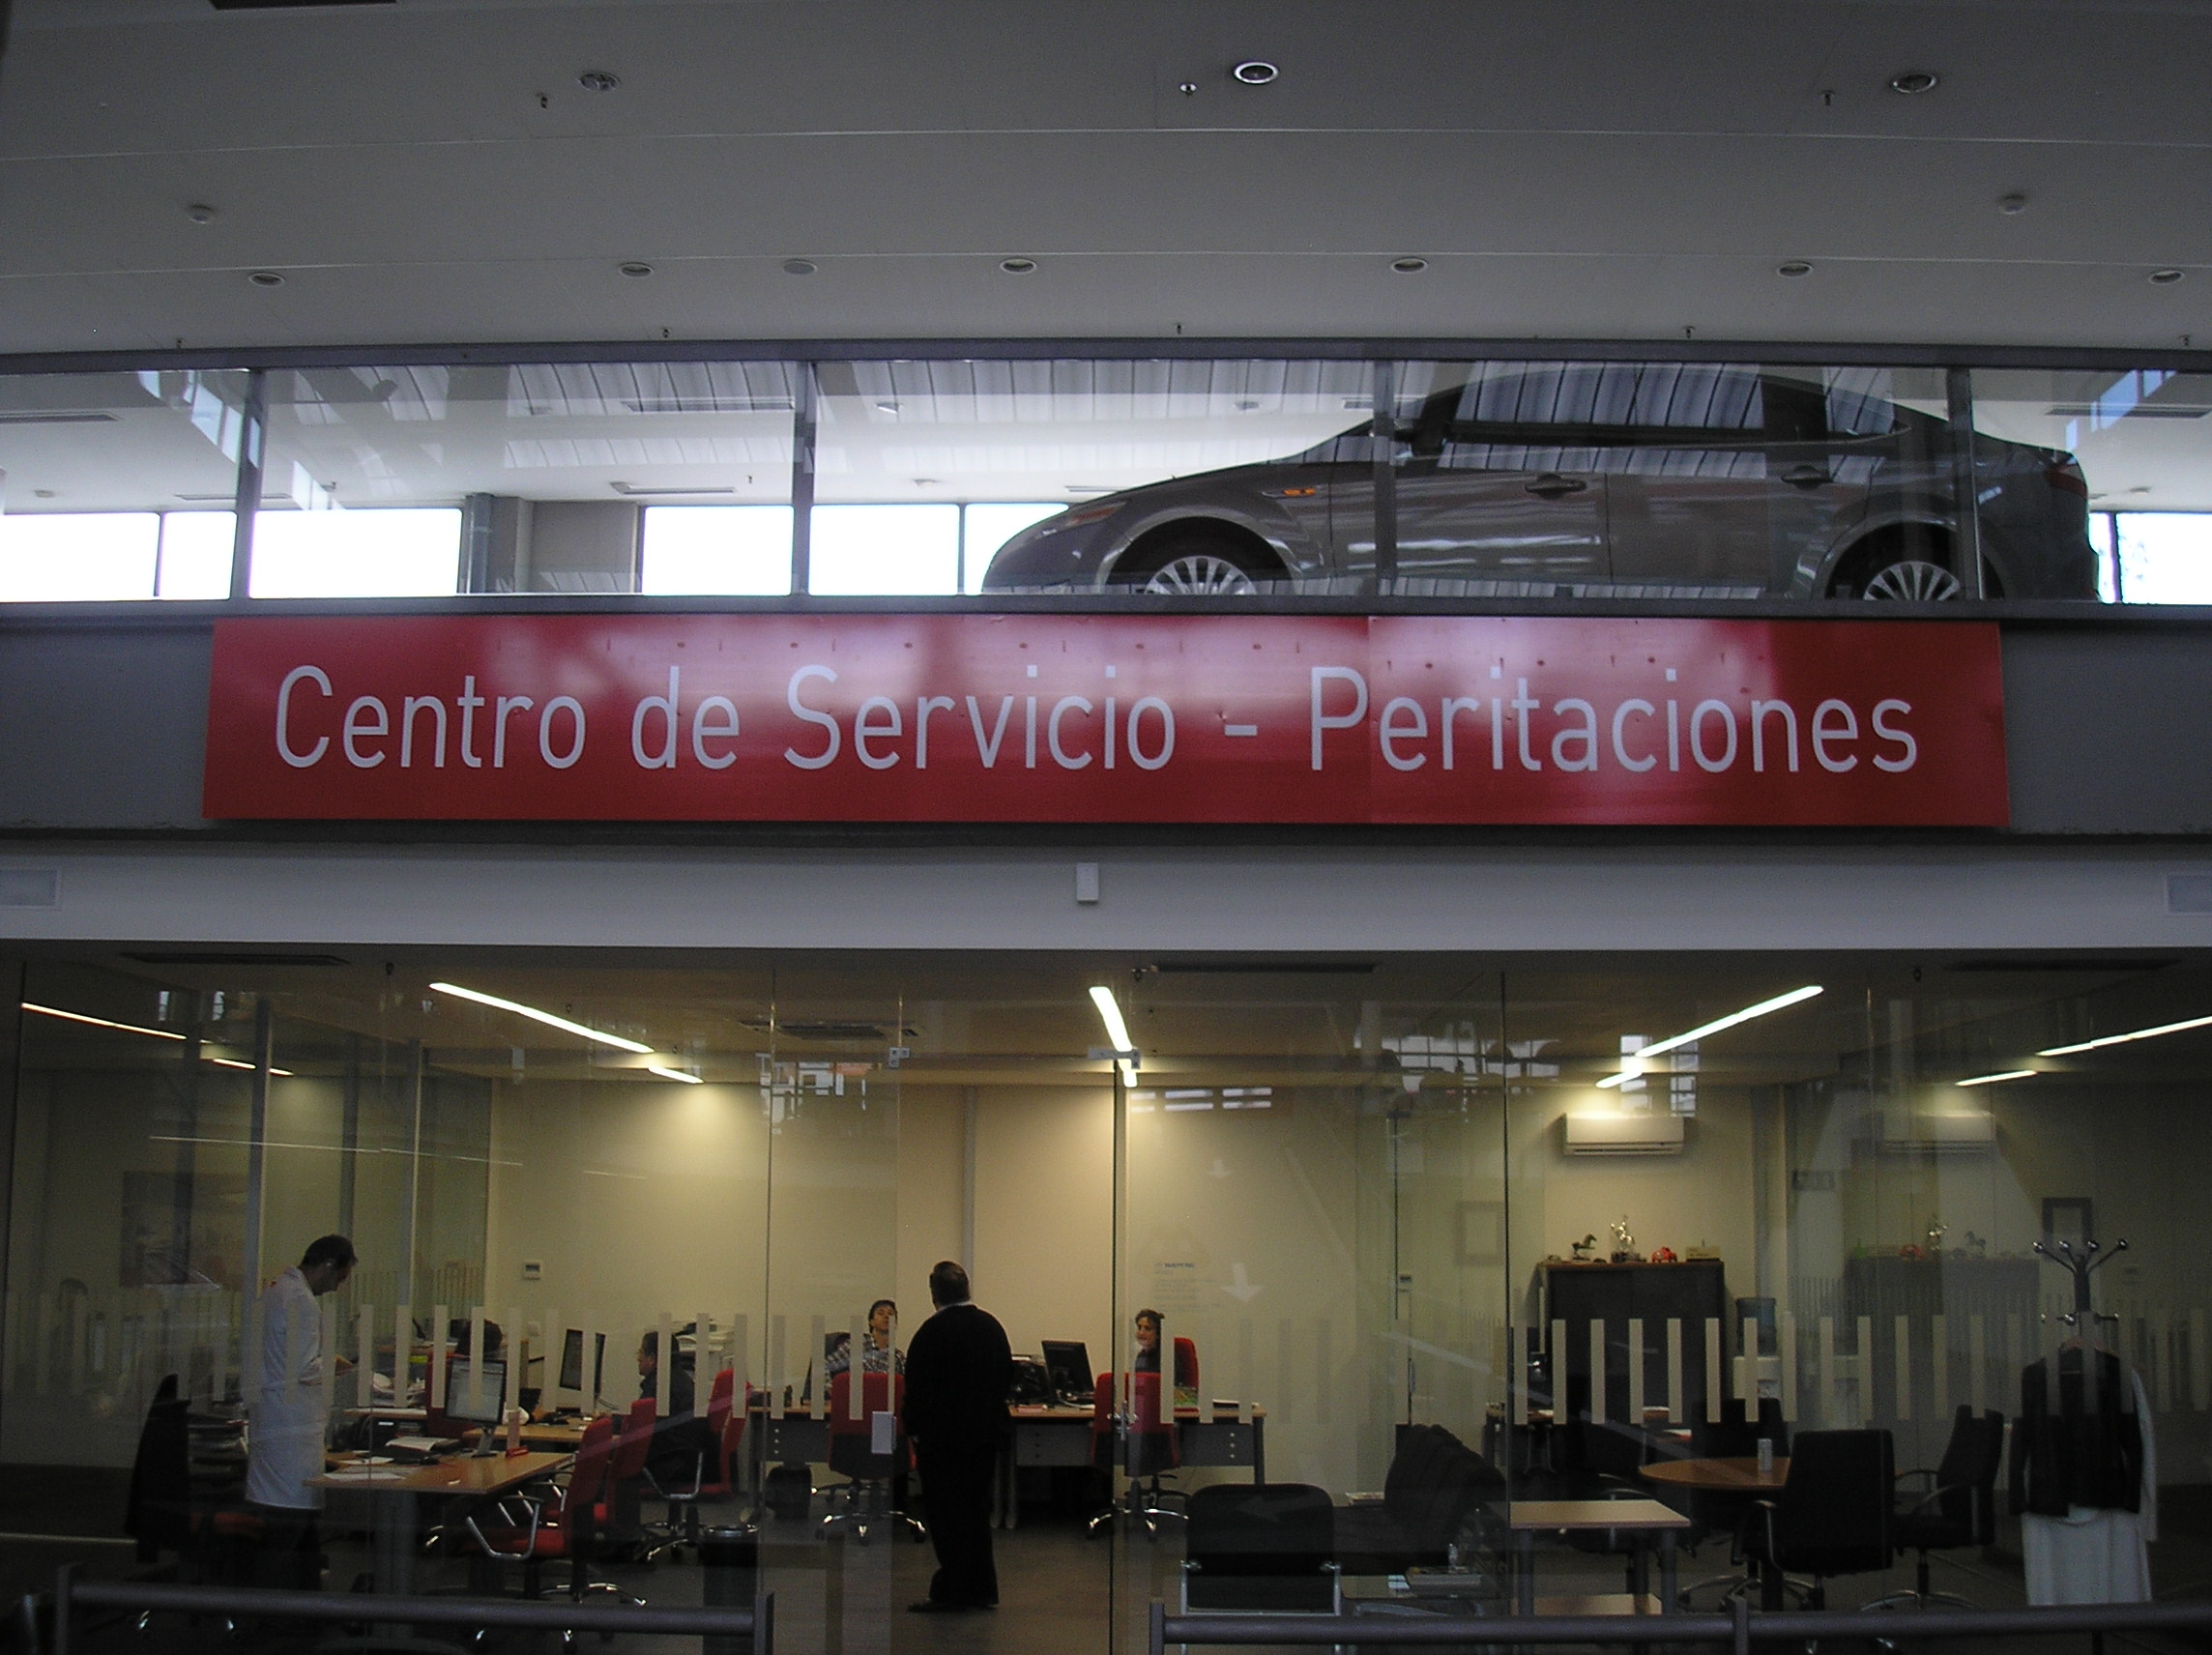 Centro de Servicio - Peritaciones